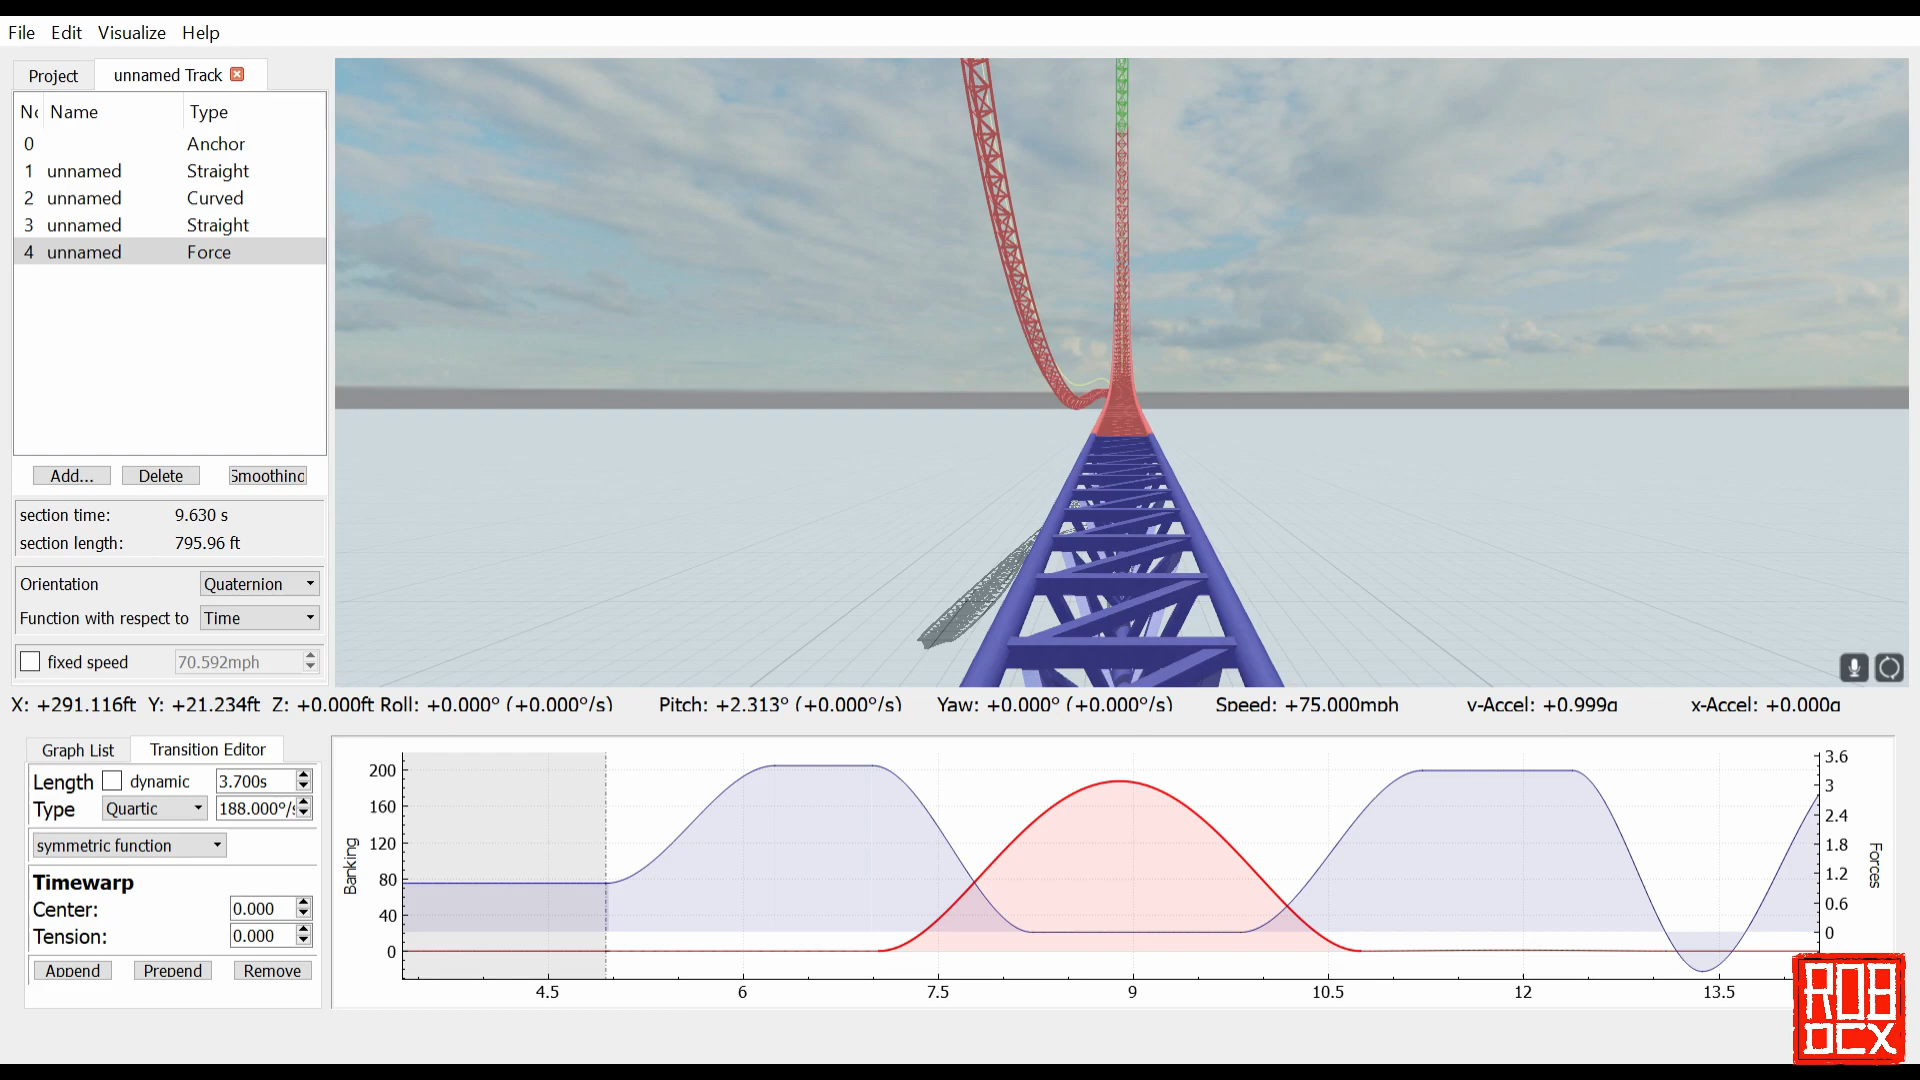 File Edit Visualize Help
Project unnamed Track
Name Type
0 Anchor
1 unnamed Straight
2 unnamed Curved
3 unnamed Straight
4 unnamed Force
Add... Delete Smoothing
section time: 9.630 s
section length: 795.96 ft
Orientation Quaternion
Function with respect to Time
fixed speed 70.592mph
X: +291.116ft Y: +21.234ft Z: +0.000ft Roll: +0.000° (+0.000°/s) Pitch: +2.313° (+0.000°/s) Yaw: +0.000° (+0.000°/s) Speed: +75.000mph y-Accel: +0.999g x-Accel: +0.000g
Graph List Transition Editor
Length dynamic 3.700s
Type Quartic 188.000°/s
symmetric function
Timewarp
Center: 0.000
Tension: 0.000
Append Prepend Remove
Banking
200
160
120
80
40
0
4.5 6 7.5 9 10.5 12 13.5
3.6
3
2.4
1.8
1.2
0.6
0
Forces